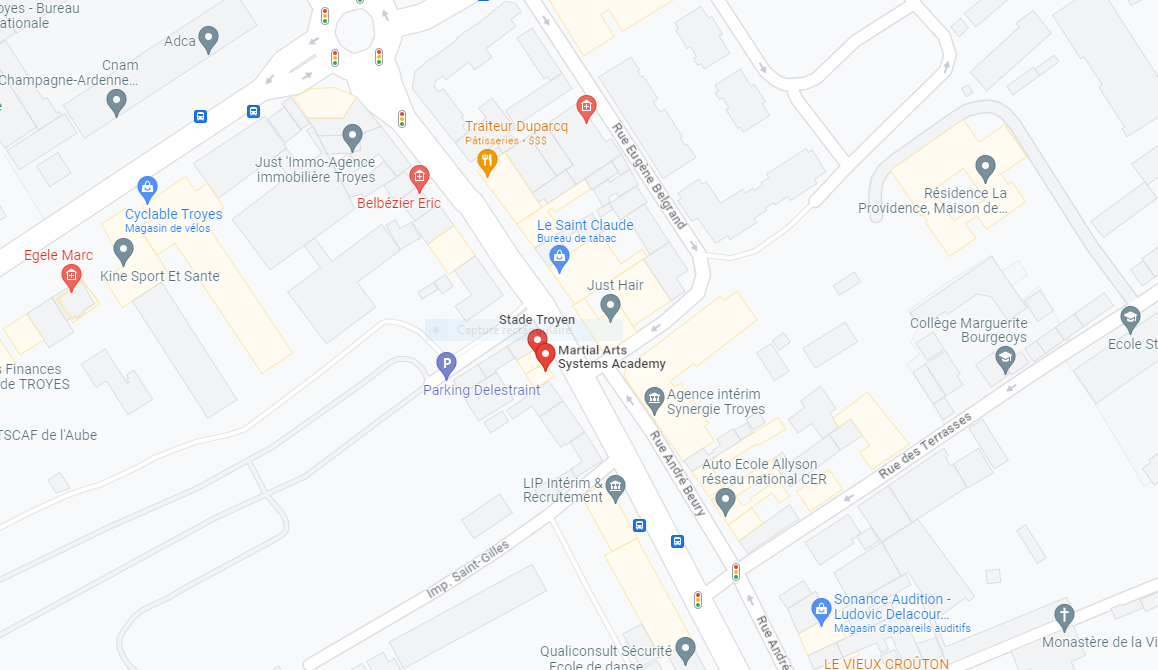 oyes - Bureau
ationale
Adca
Cnam
Champagne-Ardenne...
Traiteur Duparcq
Pâtisseries • $$$
Just 'Immo-Agence
immobilière Troyes
Belbézier Eric
Rue Eugène Belgrand
Résidence La
Providence, Maison de...
Cyclable Troyes
Magasin de vélos
Le Saint Claude
Bureau de tabac
Egele Marc
Kine Sport Et Sante
Just Hair
Stade Troyen
Capture rectangulaire
Martial Arts
Systems Academy
Collège Marguerite
Bourgeoys
Ecole St
s Finances
de TROYES
P
Parking Delestraint
Agence intérim
Synergie Troyes
TSCAF de l'Aube
Rue des Terrasses
Rue André Beury
Auto Ecole Allyson
réseau national CER
LIP Intérim &
Recrutement
Imp. Saint-Gilles
Sonance Audition -
Ludovic Delacour...
Magasin d'appareils auditifs
Rue André
Monastère de la Vi
Qualiconsult Sécurité
Ecole de danse
LE VIEUX CROÛTON